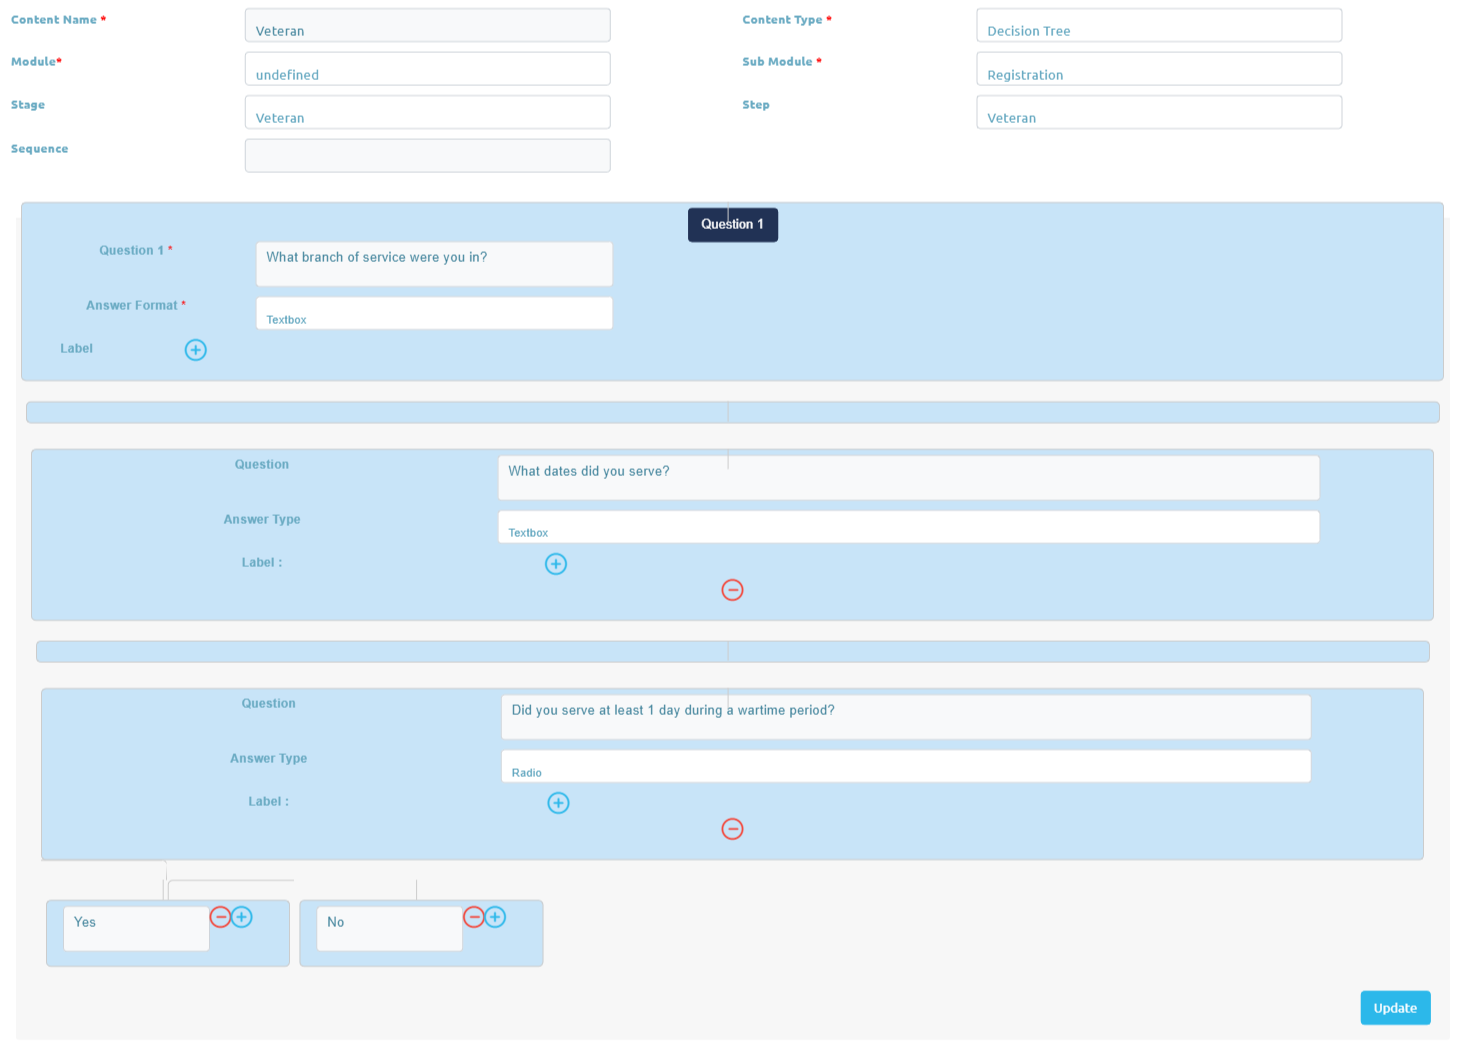 Content Name * Veteran Content Type * Decision Tree
Module* undefined Sub Module * Registration
Stage Veteran Step Veteran
Sequence
Question 1
Question 1 * What branch of service were you in?
Answer Format * Textbox
Label
Question What dates did you serve?
Answer Type Textbox
Label :
Question Did you serve at least 1 day during a wartime period?
Answer Type Radio
Label :
Yes No
Update